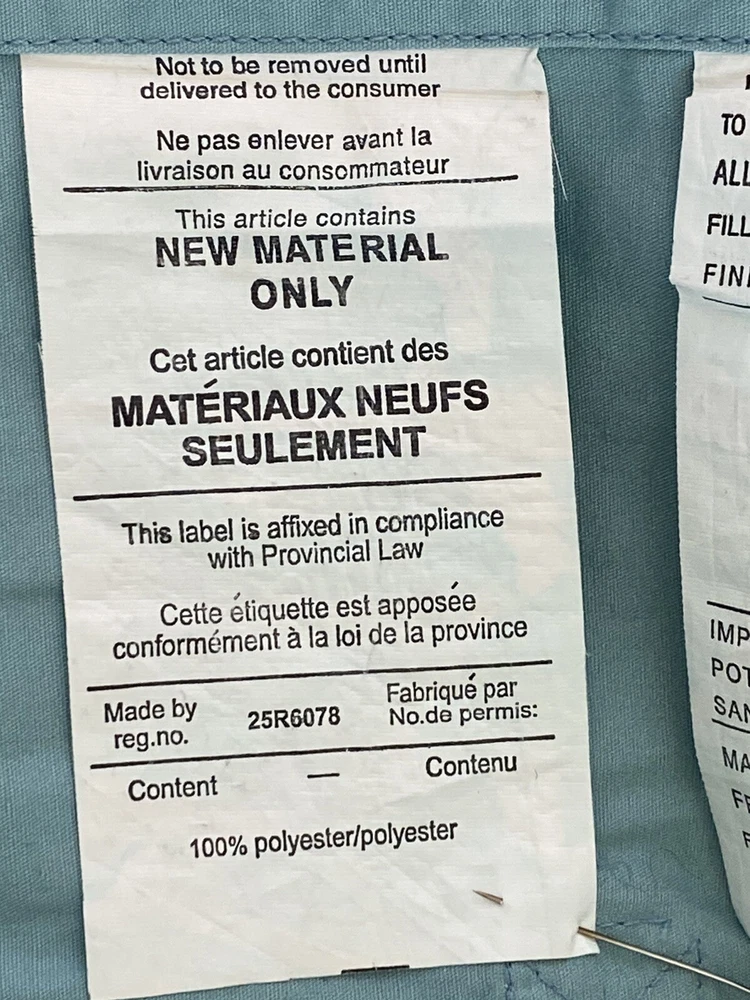 Not to be removed until
delivered to the consumer
Ne pas enlever avant la
livraison au consommateur
This article contains
NEW MATERIAL
ONLY
Cet article contient des
MATÉRIAUX NEUFS
SEULEMENT
This label is affixed in compliance
with Provincial Law
Cette étiquette est apposée
conformément à la loi de la province
Made by
reg.no.
25R6078
Fabriqué par
No.de permis:
Content — Contenu
100% polyester/polyester
TO
ALL
FILL
FIN
IMP
POT
SAN
MA